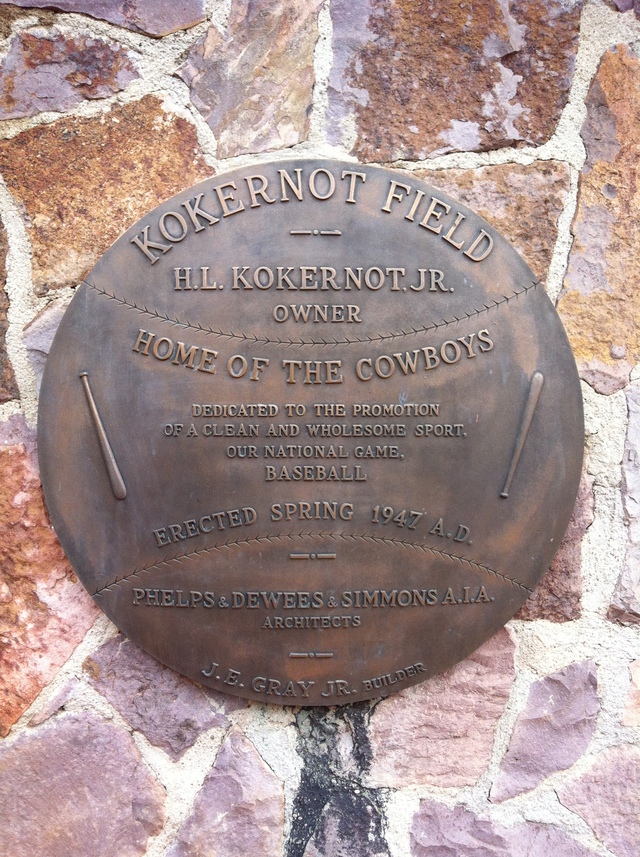 KOKERNOT FIELD
H.L. KOKERNOT, JR.
OWNER
HOME OF THE COWBOYS
DEDICATED TO THE PROMOTION
OF A CLEAN AND WHOLESOME SPORT,
OUR NATIONAL GAME,
BASEBALL
ERECTED SPRING 1947 A.D.
PHELPS & DEWEES & SIMMONS A.I.A.
ARCHITECTS
J.E. GRAY JR. BUILDER